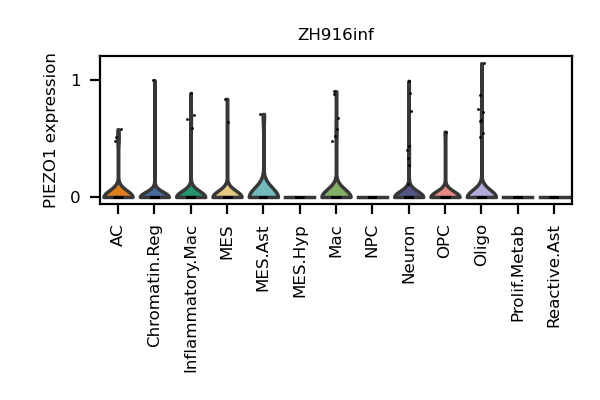 ZH916inf
PIEZO1 expression
1
0
AC
Chromatin.Reg
Inflammatory.Mac
MES
MES.Ast
MES.Hyp
Mac
NPC
Neuron
OPC
Oligo
Prolif.Metab
Reactive.Ast